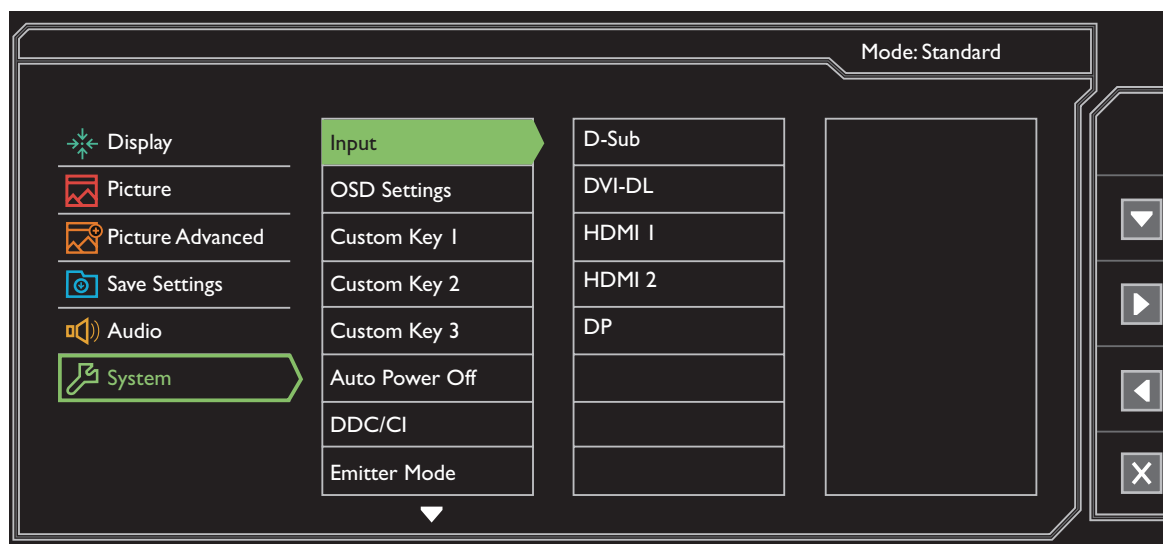 Mode: Standard
Display
Picture
Picture Advanced
Save Settings
Audio
System
Input
OSD Settings
Custom Key 1
Custom Key 2
Custom Key 3
Auto Power Off
DDC/CI
Emitter Mode
D-Sub
DVI-DL
HDMI 1
HDMI 2
DP